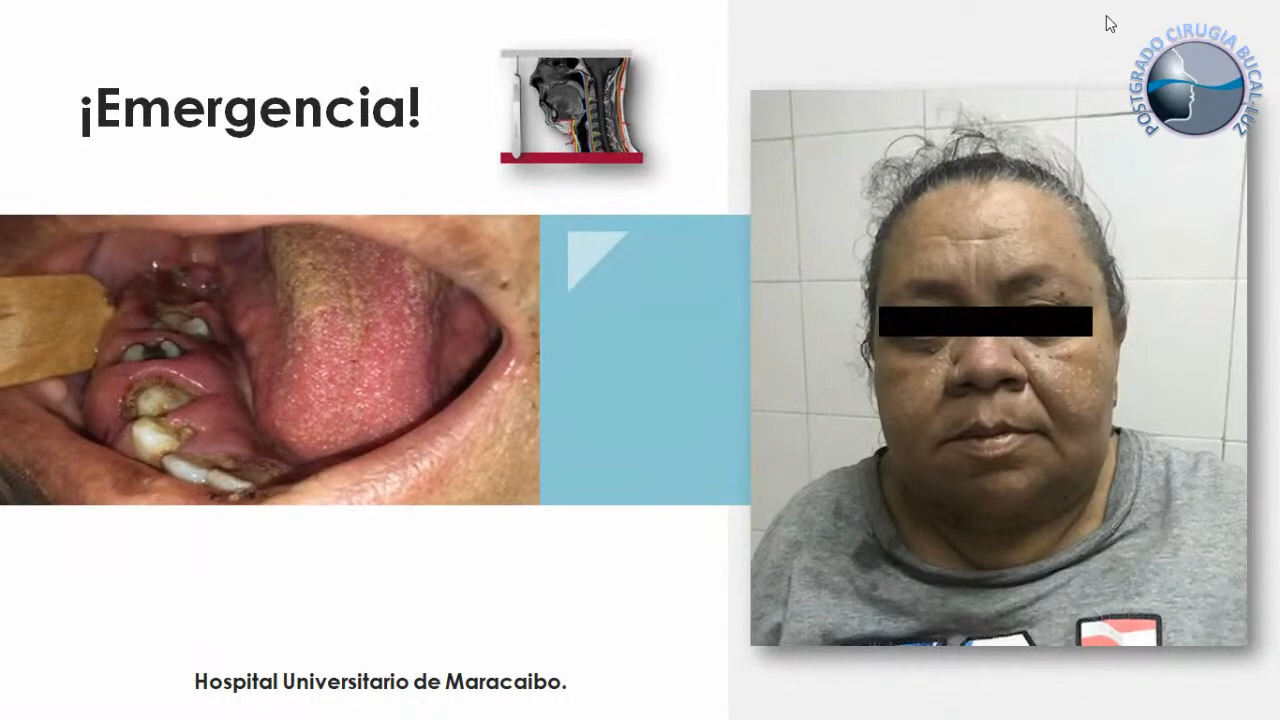 ¡Emergencia!
POSTGRADO CIRUGIA BUCAL-LUZ
Hospital Universitario de Maracaibo.